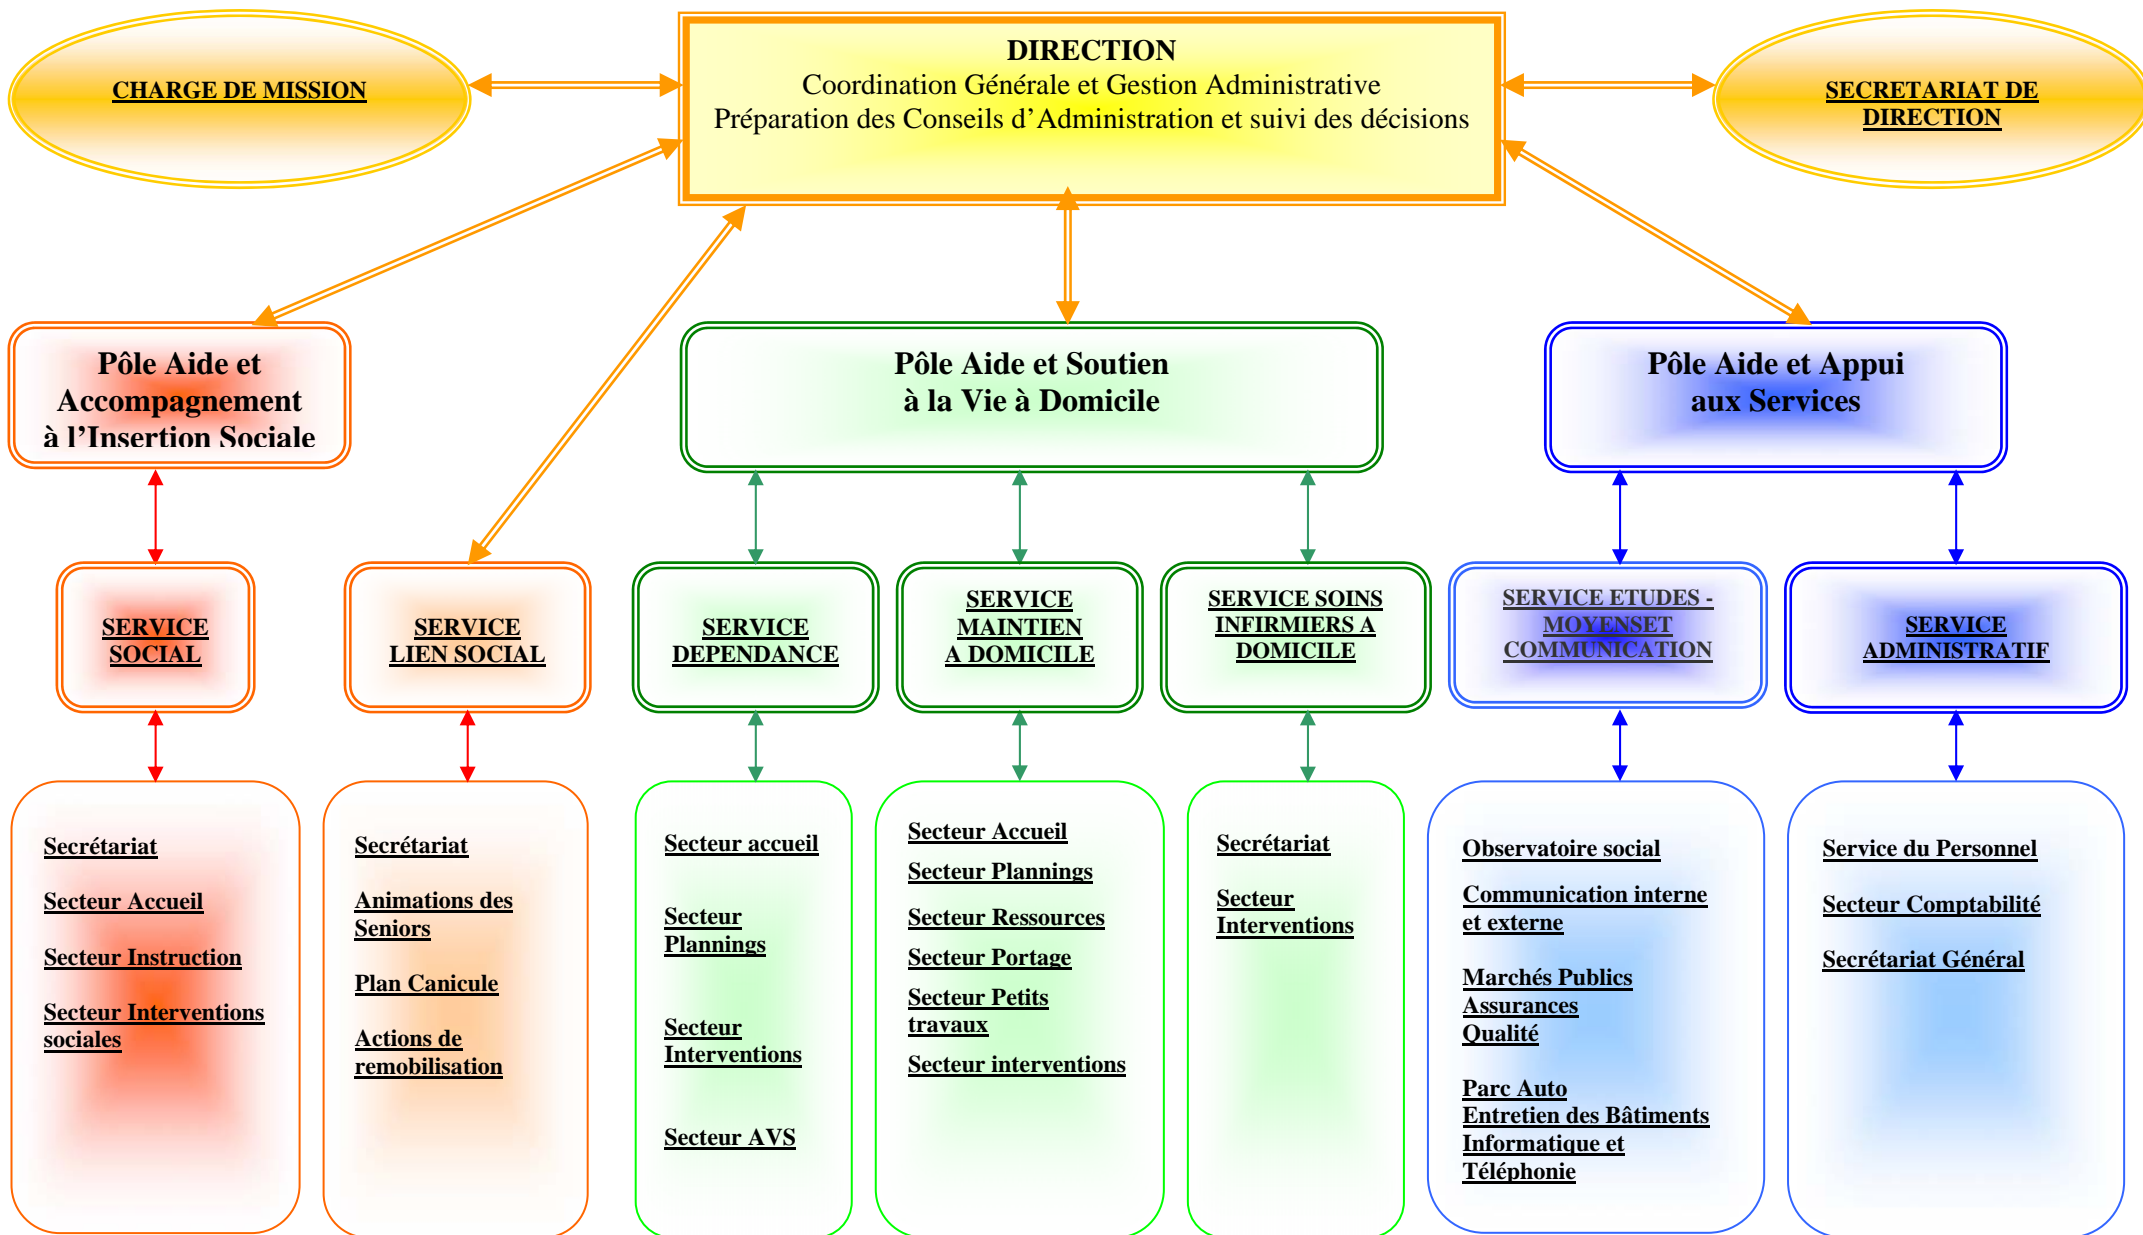 CHARGE DE MISSION
DIRECTION
Coordination Générale et Gestion Administrative
Préparation des Conseils d’Administration et suivi des décisions
SECRETARIAT DE
DIRECTION
Pôle Aide et
Accompagnement
à l’Insertion Sociale
Pôle Aide et Soutien
à la Vie à Domicile
Pôle Aide et Appui
aux Services
SERVICE
SOCIAL
SERVICE
LIEN SOCIAL
SERVICE
DEPENDANCE
SERVICE
MAINTIEN
A DOMICILE
SERVICE SOINS
INFIRMIERS A
DOMICILE
SERVICE ETUDES -
MOYENSET
COMMUNICATION
SERVICE
ADMINISTRATIF
Secrétariat
Secteur Accueil
Secteur Instruction
Secteur Interventions
sociales
Secrétariat
Animations des
Seniors
Plan Canicule
Actions de
remobilisation
Secteur accueil
Secteur
Plannings
Secteur
Interventions
Secteur AVS
Secteur Accueil
Secteur Plannings
Secteur Ressources
Secteur Portage
Secteur Petits
travaux
Secteur interventions
Secrétariat
Secteur
Interventions
Observatoire social
Communication interne
et externe
Marchés Publics
Assurances
Qualité
Parc Auto
Entretien des Bâtiments
Informatique et
Téléphonie
Service du Personnel
Secteur Comptabilité
Secrétariat Général